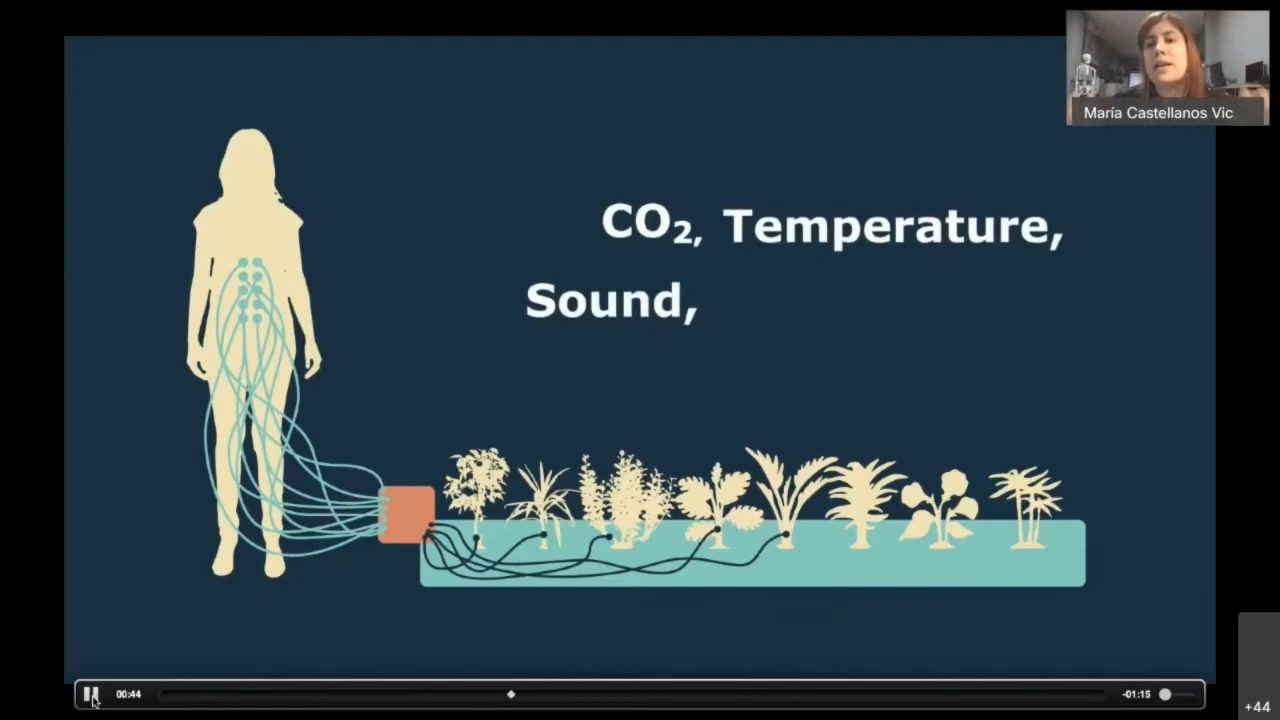 María Castellanos Vic
CO₂, Temperature,
Sound,
00:44
-01:15
+44